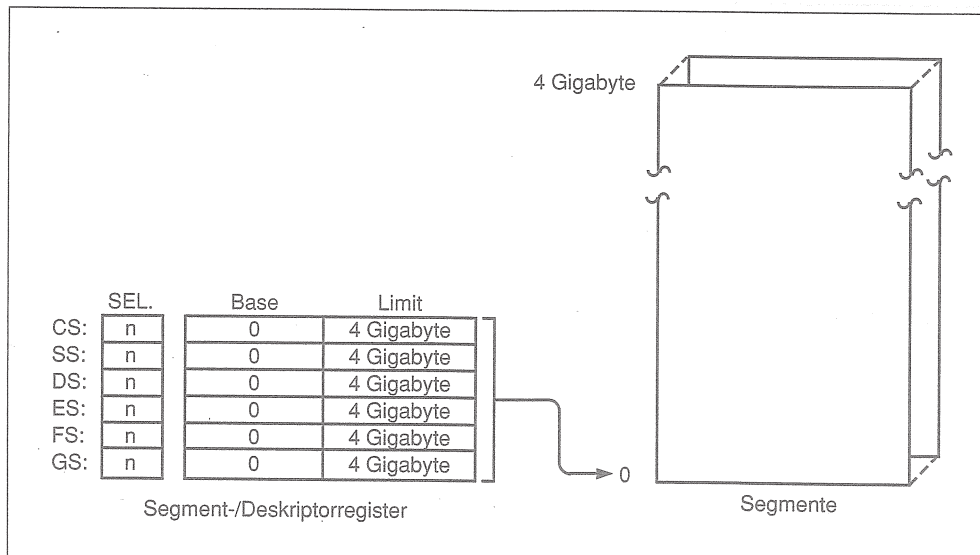 4 Gigabyte
SEL. Base Limit
CS: n 0 4 Gigabyte
SS: n 0 4 Gigabyte
DS: n 0 4 Gigabyte
ES: n 0 4 Gigabyte
FS: n 0 4 Gigabyte
GS: n 0 4 Gigabyte
0
Segment-/Deskriptorregister
Segmente